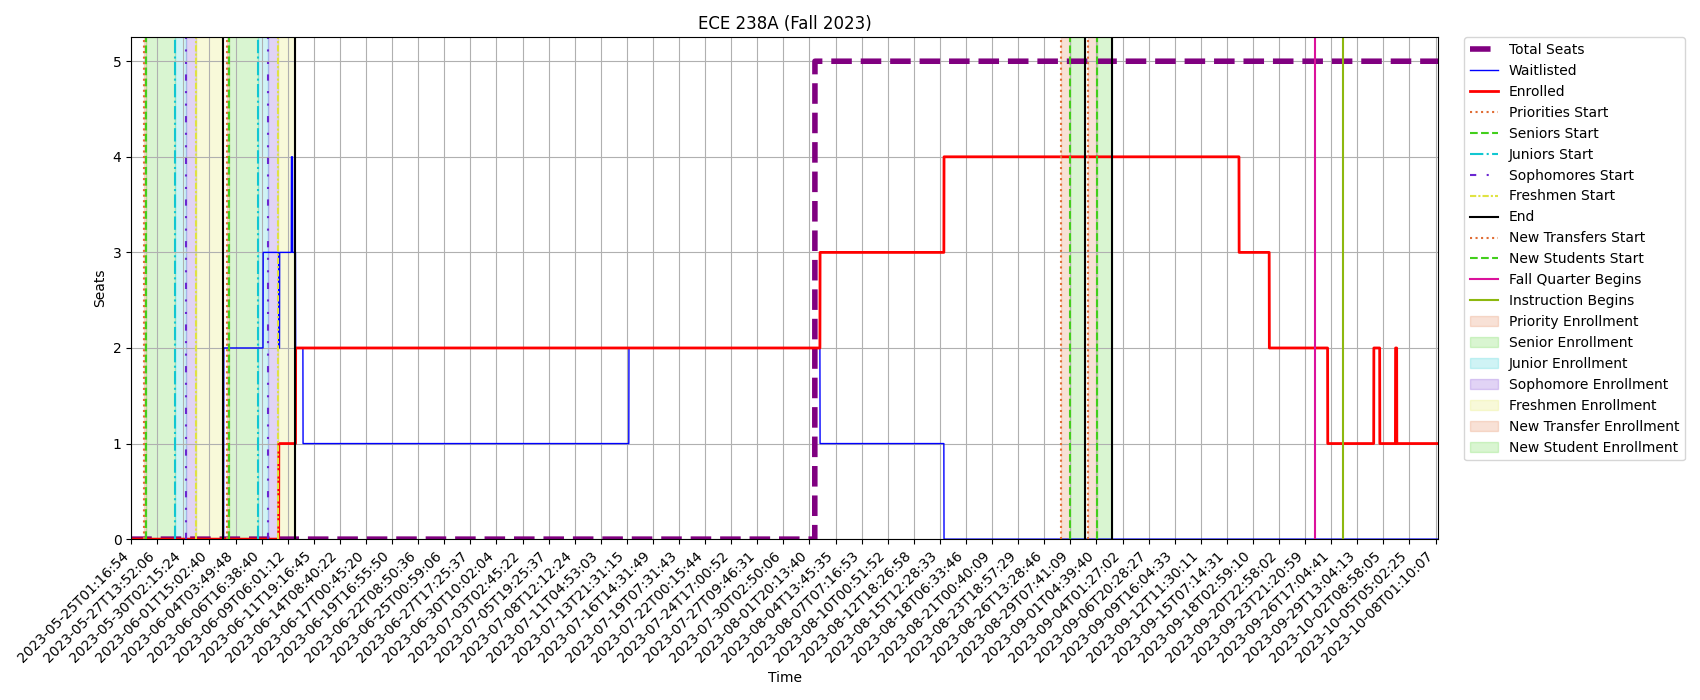 ECE 238A (Fall 2023)
Seats
5
4
3
2
1
0
2023-05-25T01:16:54
2023-05-27T13:52:06
2023-05-30T02:15:24
2023-06-01T15:02:40
2023-06-04T03:49:48
2023-06-06T16:38:40
2023-06-09T06:01:12
2023-06-11T19:16:45
2023-06-14T08:40:22
2023-06-17T00:45:20
2023-06-19T16:55:50
2023-06-22T08:50:36
2023-06-25T00:59:06
2023-06-27T17:25:37
2023-06-30T10:02:04
2023-07-03T02:45:22
2023-07-05T19:25:37
2023-07-08T12:12:24
2023-07-11T04:53:03
2023-07-13T21:31:15
2023-07-16T14:31:49
2023-07-19T07:31:43
2023-07-22T00:15:44
2023-07-24T17:00:52
2023-07-27T09:46:31
2023-07-30T02:50:06
2023-08-01T20:13:40
2023-08-04T13:45:35
2023-08-07T07:16:53
2023-08-10T00:51:52
2023-08-12T18:26:58
2023-08-15T12:28:33
2023-08-18T06:33:46
2023-08-21T00:40:09
2023-08-23T18:57:29
2023-08-26T13:28:46
2023-08-29T07:41:09
2023-09-01T04:39:40
2023-09-04T01:27:02
2023-09-06T20:28:27
2023-09-09T16:04:33
2023-09-12T11:30:11
2023-09-15T07:14:31
2023-09-18T02:59:10
2023-09-20T22:58:02
2023-09-23T21:20:59
2023-09-26T17:04:41
2023-09-29T13:04:13
2023-10-02T08:58:05
2023-10-05T05:02:25
2023-10-08T01:10:07
Time
Total Seats
Waitlisted
Enrolled
Priorities Start
Seniors Start
Juniors Start
Sophomores Start
Freshmen Start
End
New Transfers Start
New Students Start
Fall Quarter Begins
Instruction Begins
Priority Enrollment
Senior Enrollment
Junior Enrollment
Sophomore Enrollment
Freshmen Enrollment
New Transfer Enrollment
New Student Enrollment